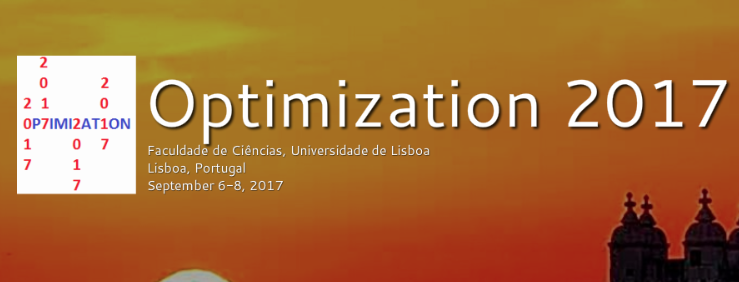 2
0 2
2 1 0
0P7IMI2AT1ON
1 0 7
7 1
7
Optimization 2017
Faculdade de Ciências, Universidade de Lisboa
Lisboa, Portugal
September 6-8, 2017